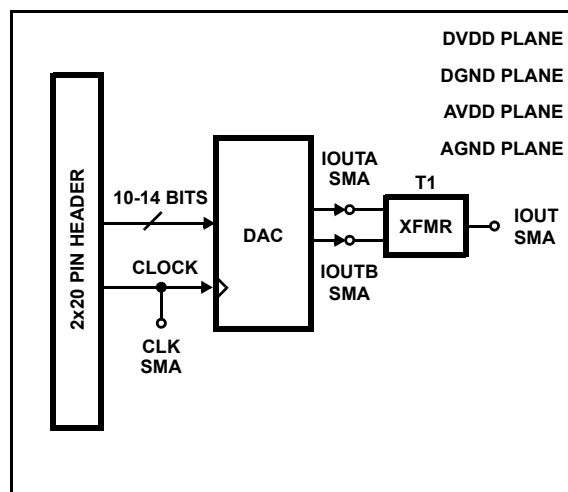 DVDD PLANE
DGND PLANE
AVDD PLANE
AGND PLANE
2x20 PIN HEADER
10-14 BITS
CLOCK
CLK
SMA
DAC
IOUTA
SMA
IOUTB
SMA
T1
XFMR
IOUT
SMA